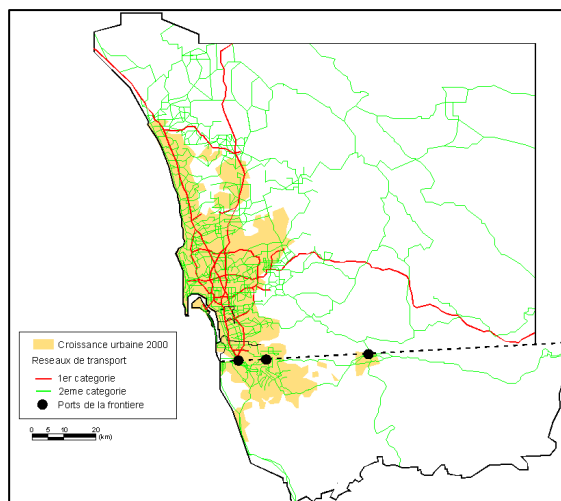 Croissance urbaine 2000
Reseaux de transport
1er categorie
2eme categorie
Ports de la frontiere
0 5 10 20
(km)